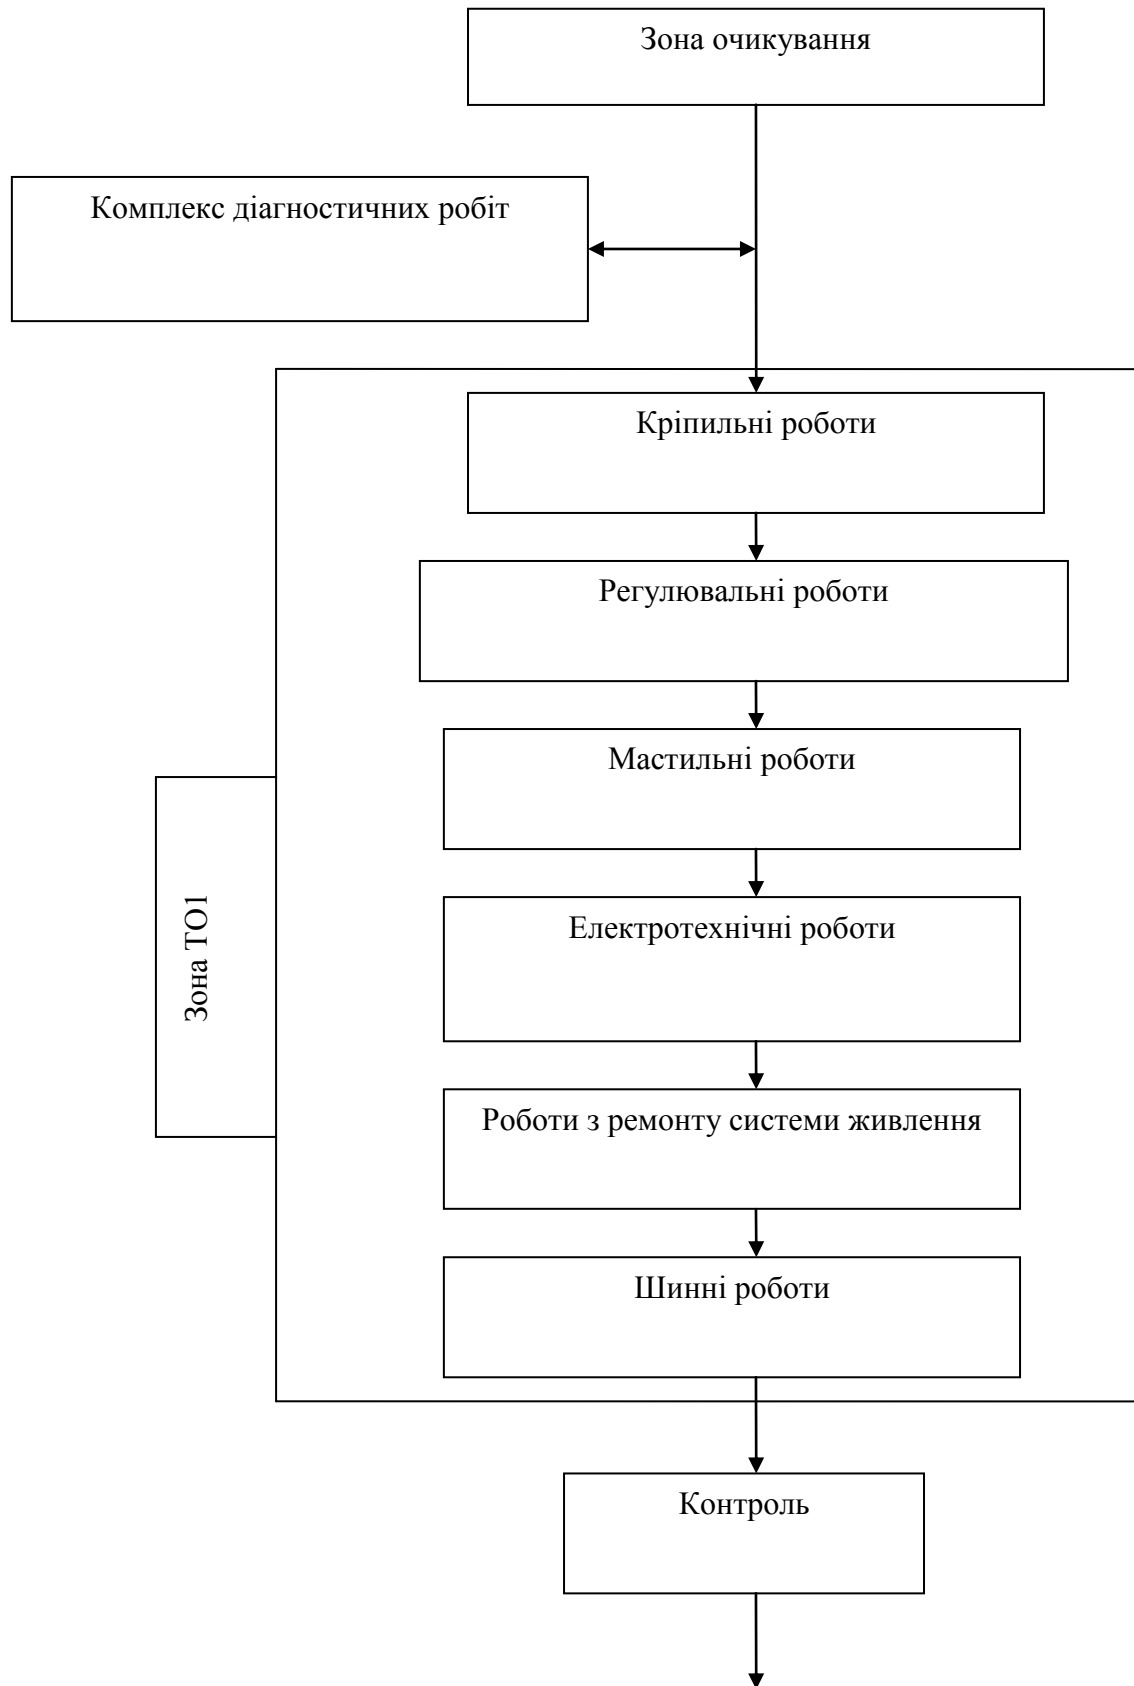 Зона очикування
Комплекс діагностичних робіт
Кріпильні роботи
Регулювальні роботи
Мастильні роботи
Зона ТО1
Електротехнічні роботи
Роботи з ремонту системи живлення
Шинні роботи
Контроль